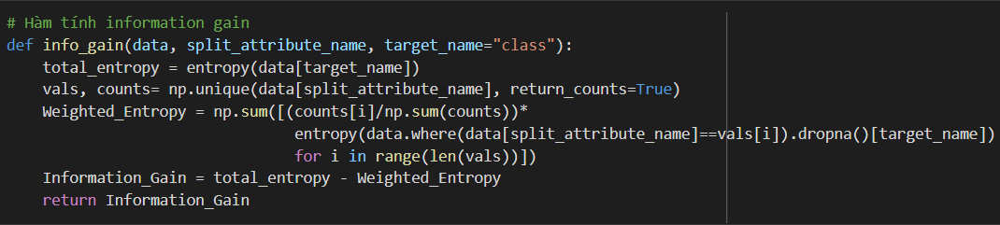 # Hàm tính information gain
def info_gain(data, split_attribute_name, target_name="class"):
    total_entropy = entropy(data[target_name])
    vals, counts= np.unique(data[split_attribute_name], return_counts=True)
    Weighted_Entropy = np.sum([(counts[i]/np.sum(counts))*
                                entropy(data.where(data[split_attribute_name]==vals[i]).dropna()[target_name])
                                for i in range(len(vals))])
    Information_Gain = total_entropy - Weighted_Entropy
    return Information_Gain